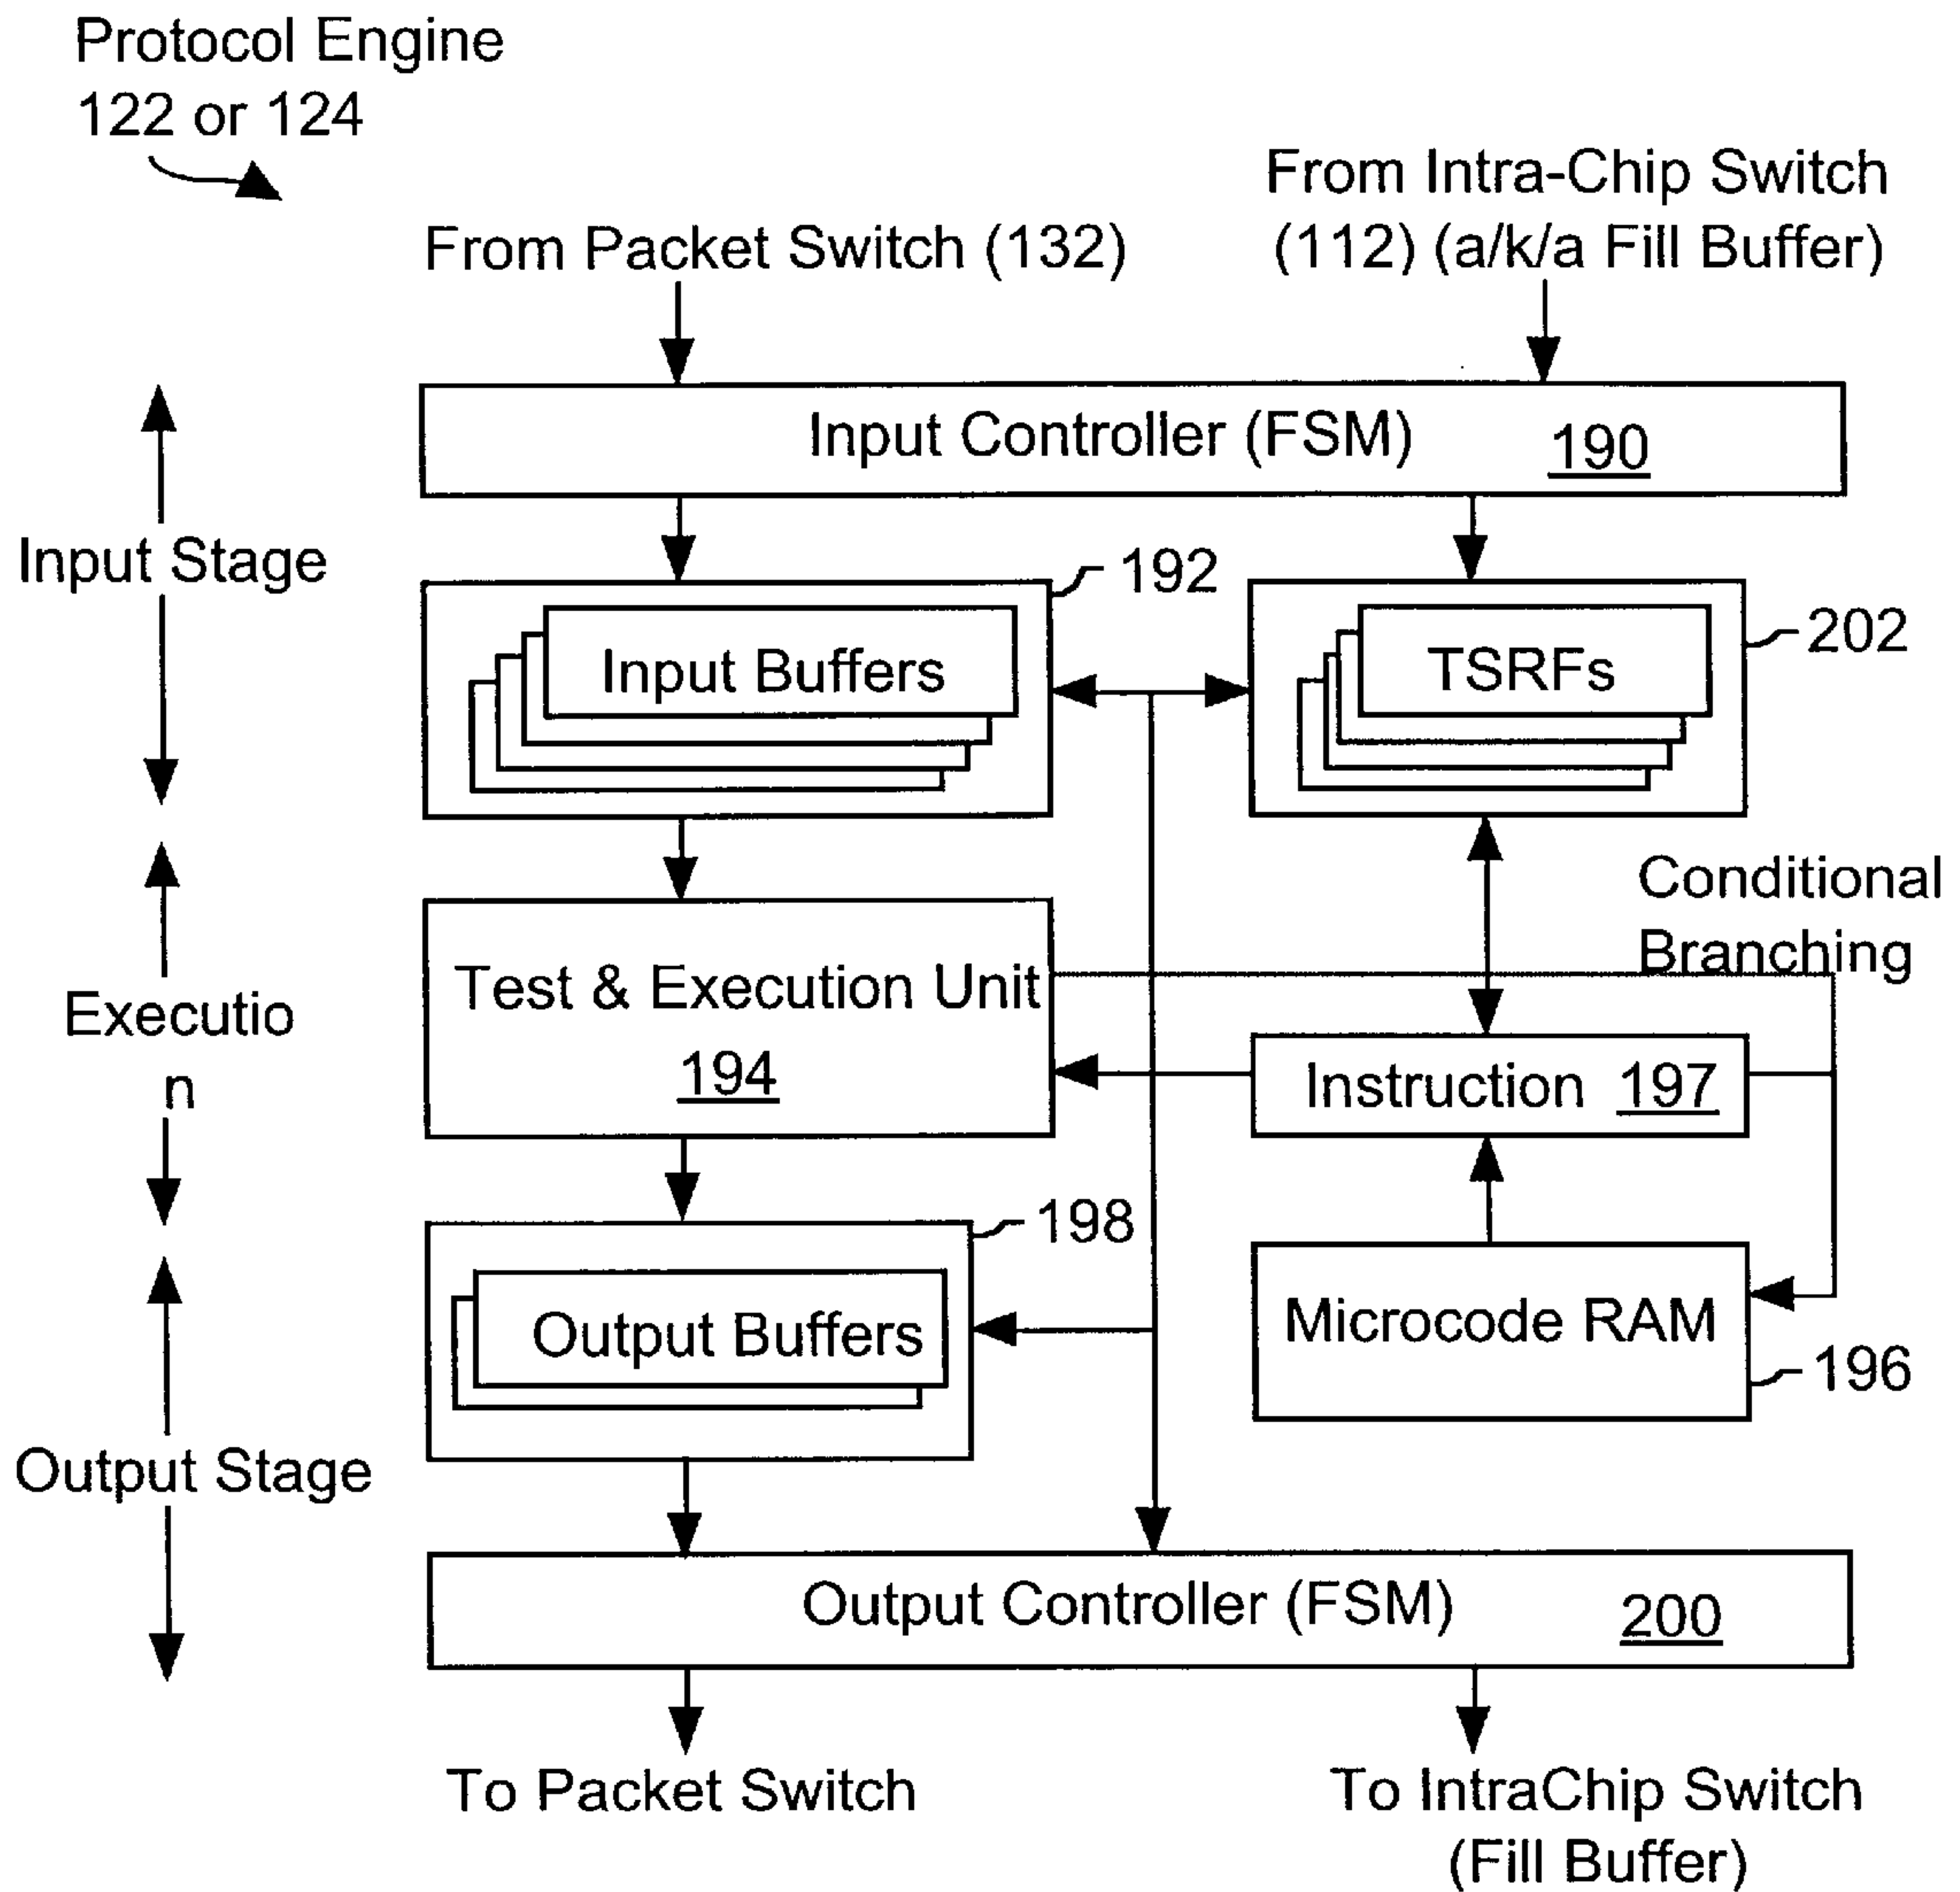 Protocol Engine
122 or 124
From Intra-Chip Switch
From Packet Switch (132)
(112) (a/k/a Fill Buffer)
Input Controller (FSM) 190
Input Stage
192
202
Input Buffers
TSRFs
Conditional
Branching
Test & Execution Unit
194
Executio
n
Instruction 197
198
Output Buffers
Microcode RAM
196
Output Stage
Output Controller (FSM) 200
To Packet Switch
To IntraChip Switch
(Fill Buffer)